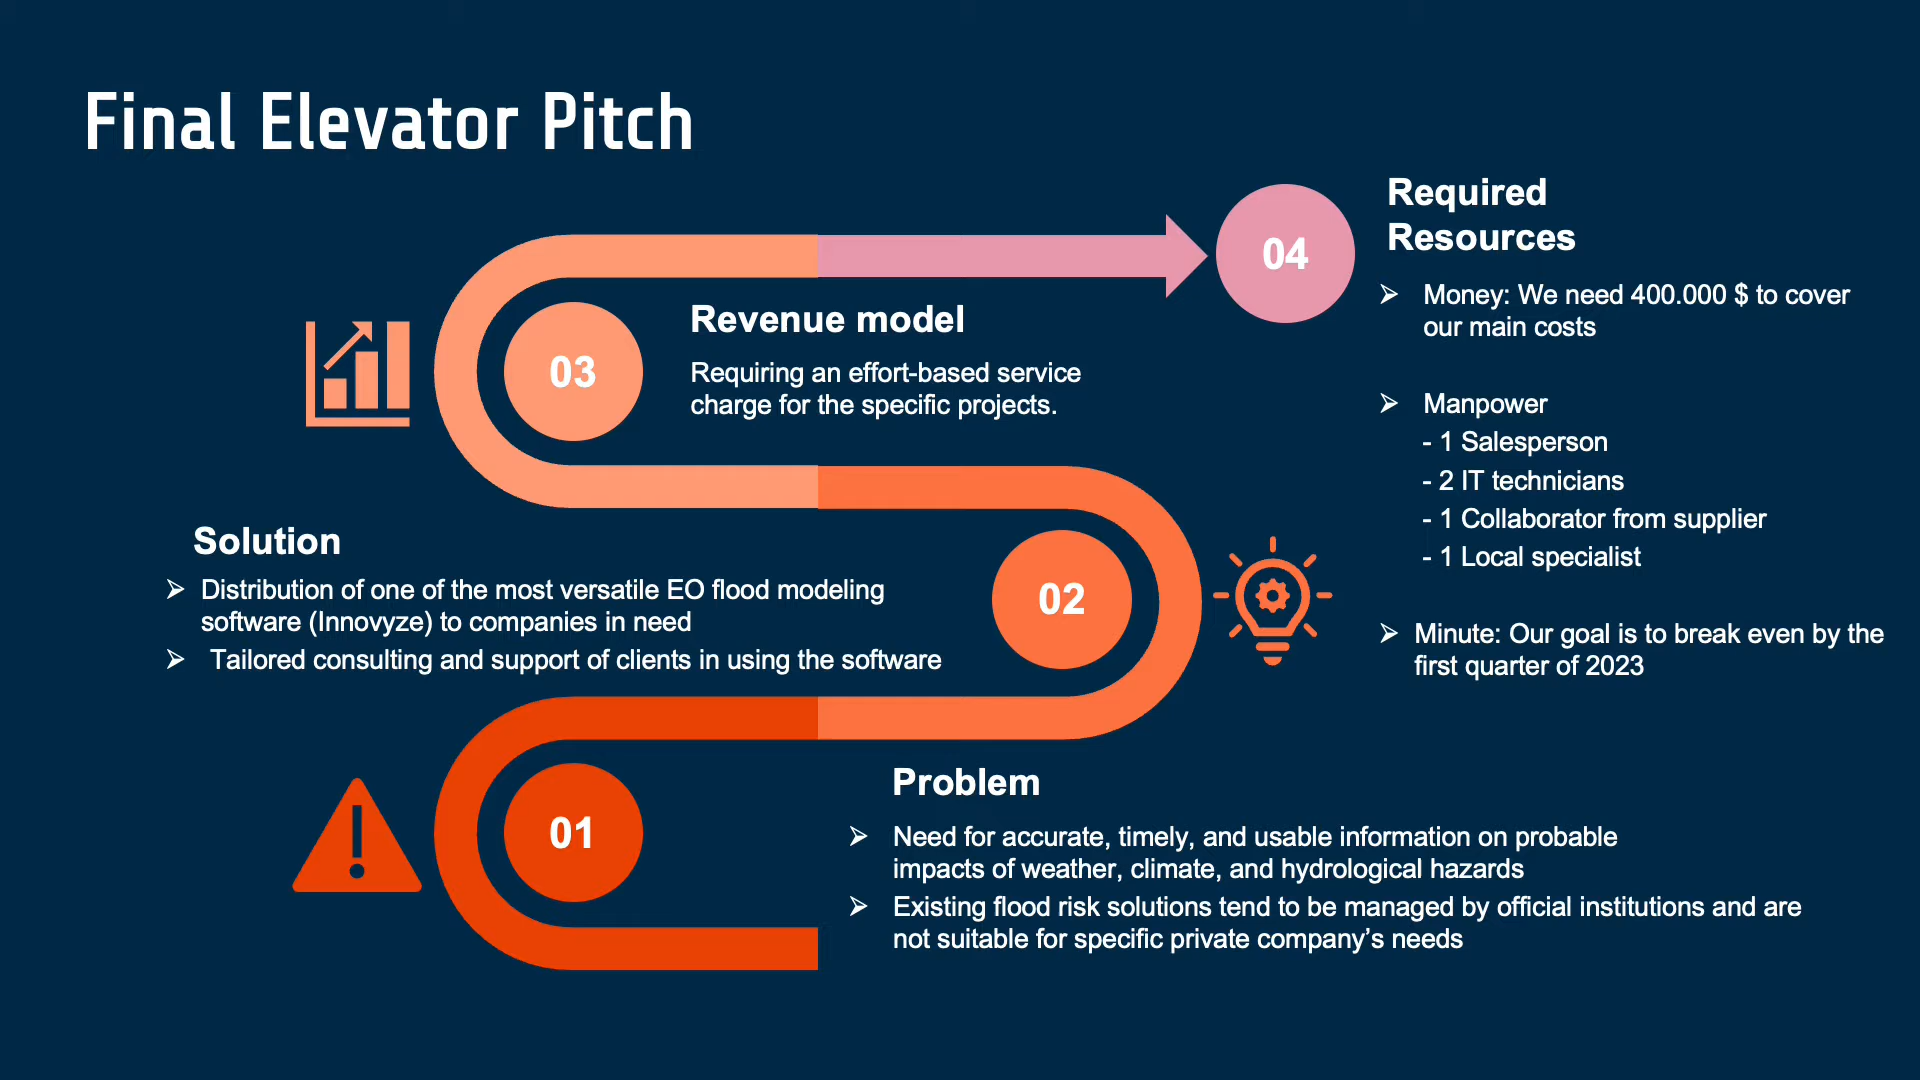 Final Elevator Pitch
04
Required
Resources
➢ Money: We need 400.000 $ to cover
our main costs
➢ Manpower
- 1 Salesperson
- 2 IT technicians
- 1 Collaborator from supplier
- 1 Local specialist
➢ Minute: Our goal is to break even by the
first quarter of 2023
03
Revenue model
Requiring an effort-based service
charge for the specific projects.
Solution
➢ Distribution of one of the most versatile EO flood modeling
software (Innovyze) to companies in need
➢ Tailored consulting and support of clients in using the software
02
01
Problem
➢ Need for accurate, timely, and usable information on probable
impacts of weather, climate, and hydrological hazards
➢ Existing flood risk solutions tend to be managed by official institutions and are
not suitable for specific private company’s needs